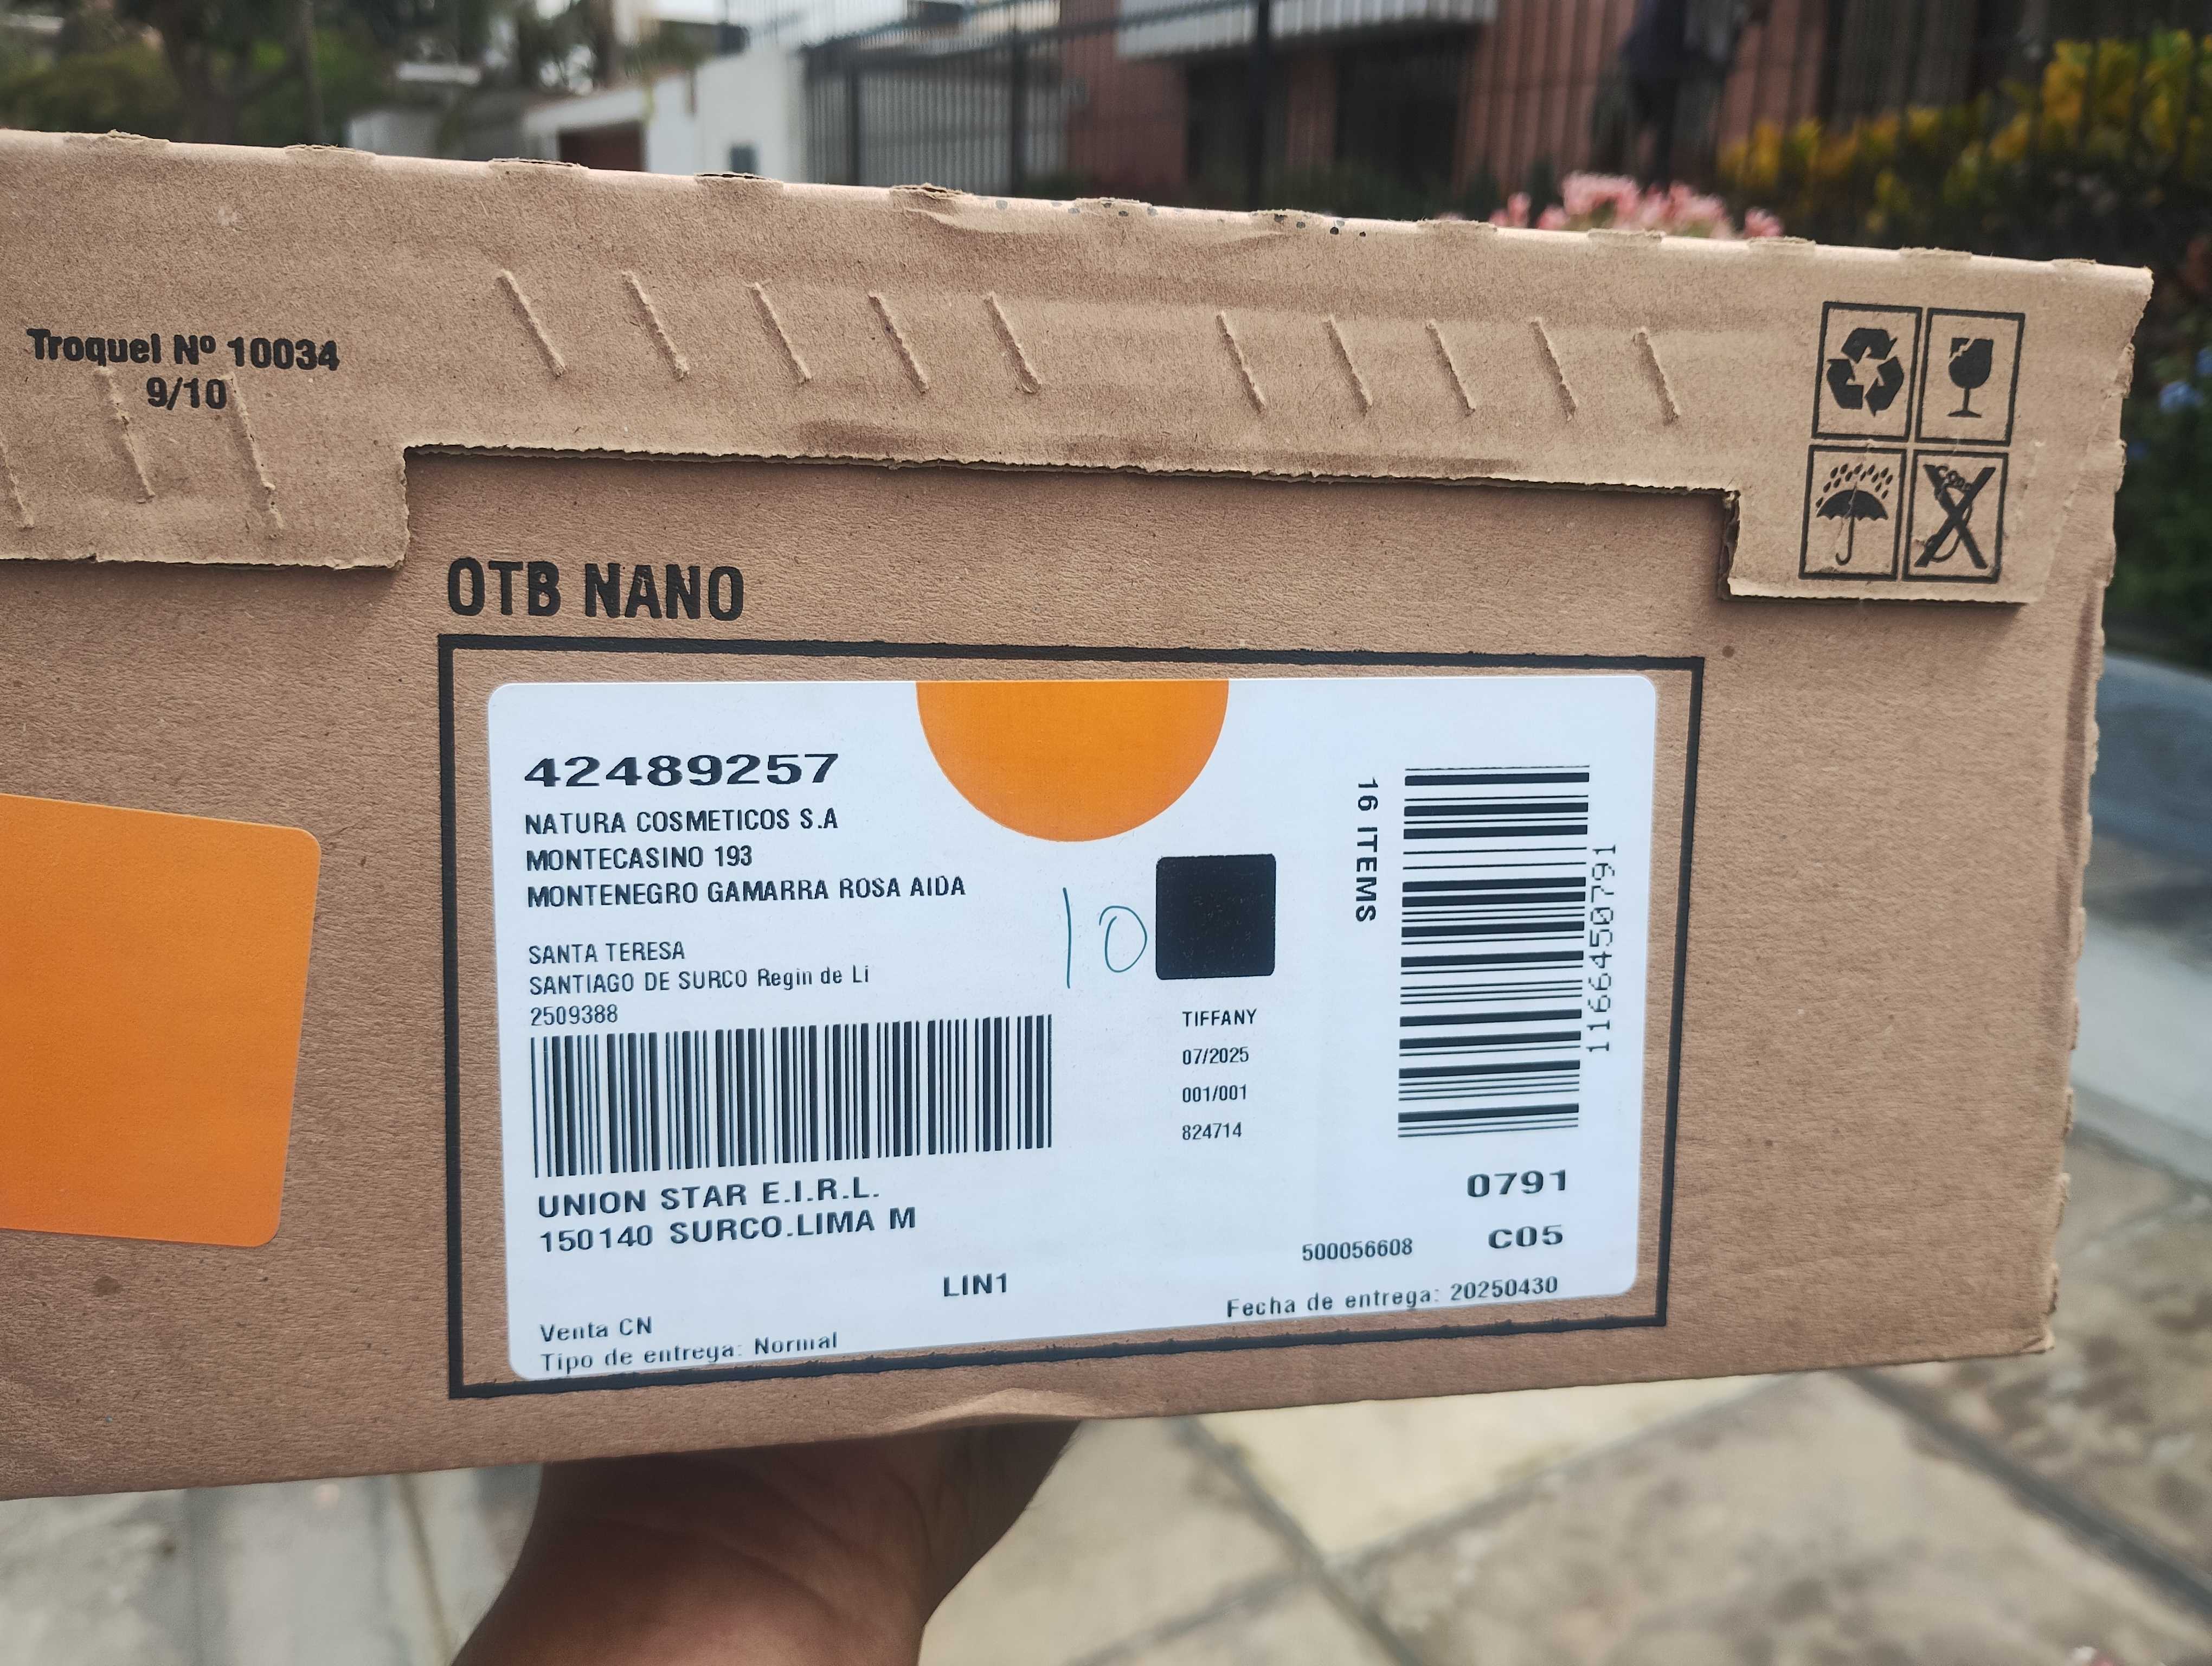 Troquel Nº 10034
9/10
OTB NANO
42489257
NATURA COSMETICOS S.A
MONTECASINO 193
MONTENEGRO GAMARRA ROSA AIDA
SANTA TERESA
SANTIAGO DE SURCO Regin de Li
2509388
UNION STAR E.I.R.L.
150140 SURCO.LIMA M
LIN1
Venta CN
Tipo de entrega: Normal
10
TIFFANY
07/2025
001/001
824714
16 ITEMS
1166450791
0791
C05
500056608
Fecha de entrega: 20250430